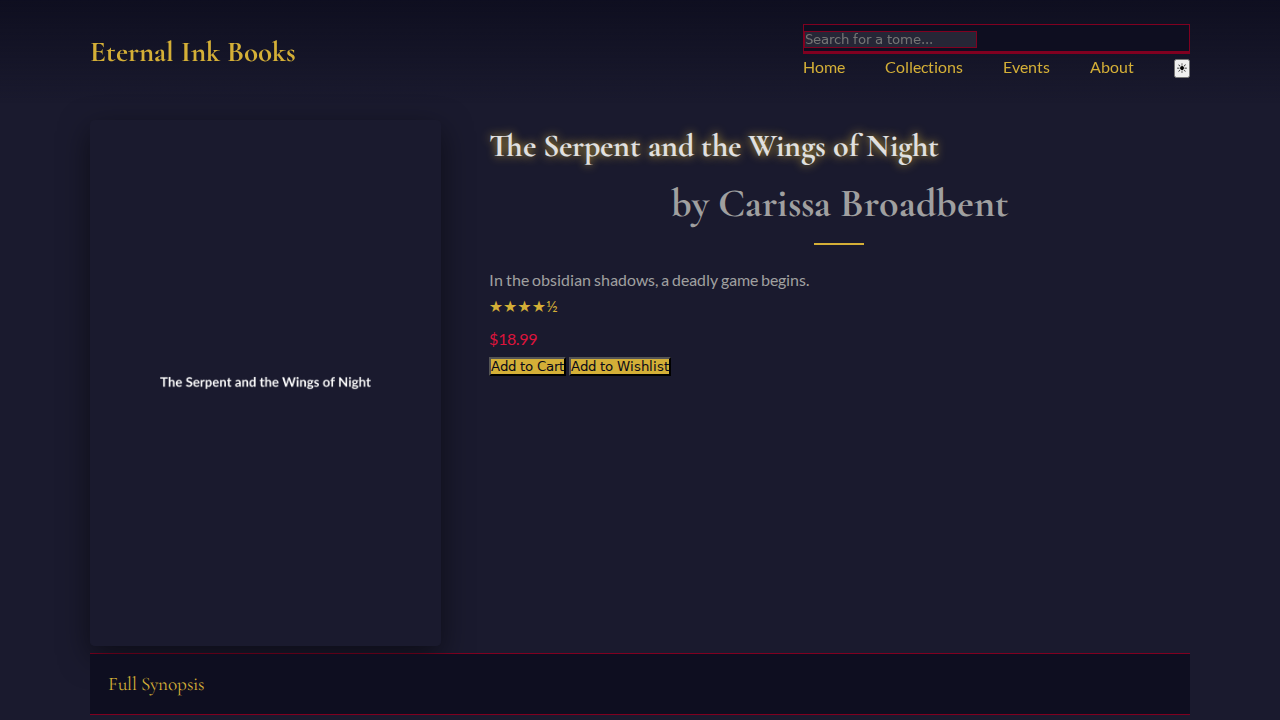 Eternal Ink Books
Search for a tome...
Home Collections Events About
The Serpent and the Wings of Night
The Serpent and the Wings of Night
by Carissa Broadbent
In the obsidian shadows, a deadly game begins.
★★★★½
$18.99
Add to Cart Add to Wishlist
Full Synopsis